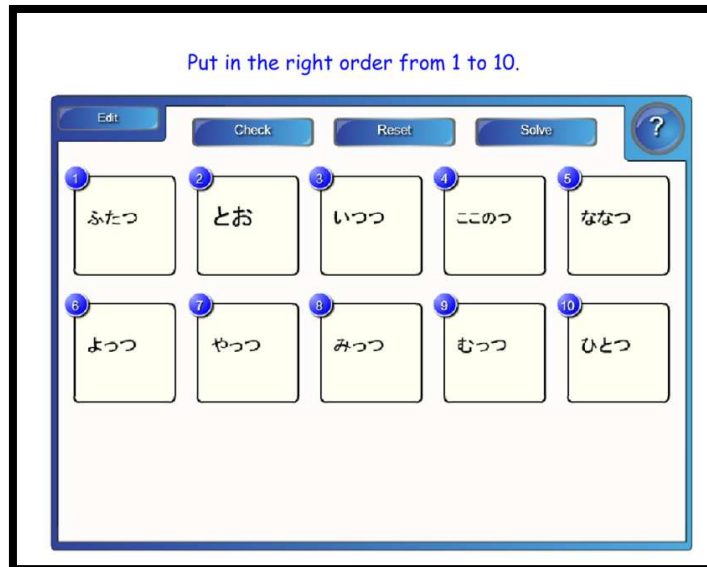 Put in the right order from 1 to 10.
Edit
Check Reset Solve ?
1 2 3 4 5
ふたつ とお いつつ ここのつ ななつ
6 7 8 9 10
よっつ やっつ みっつ むっつ ひとつ